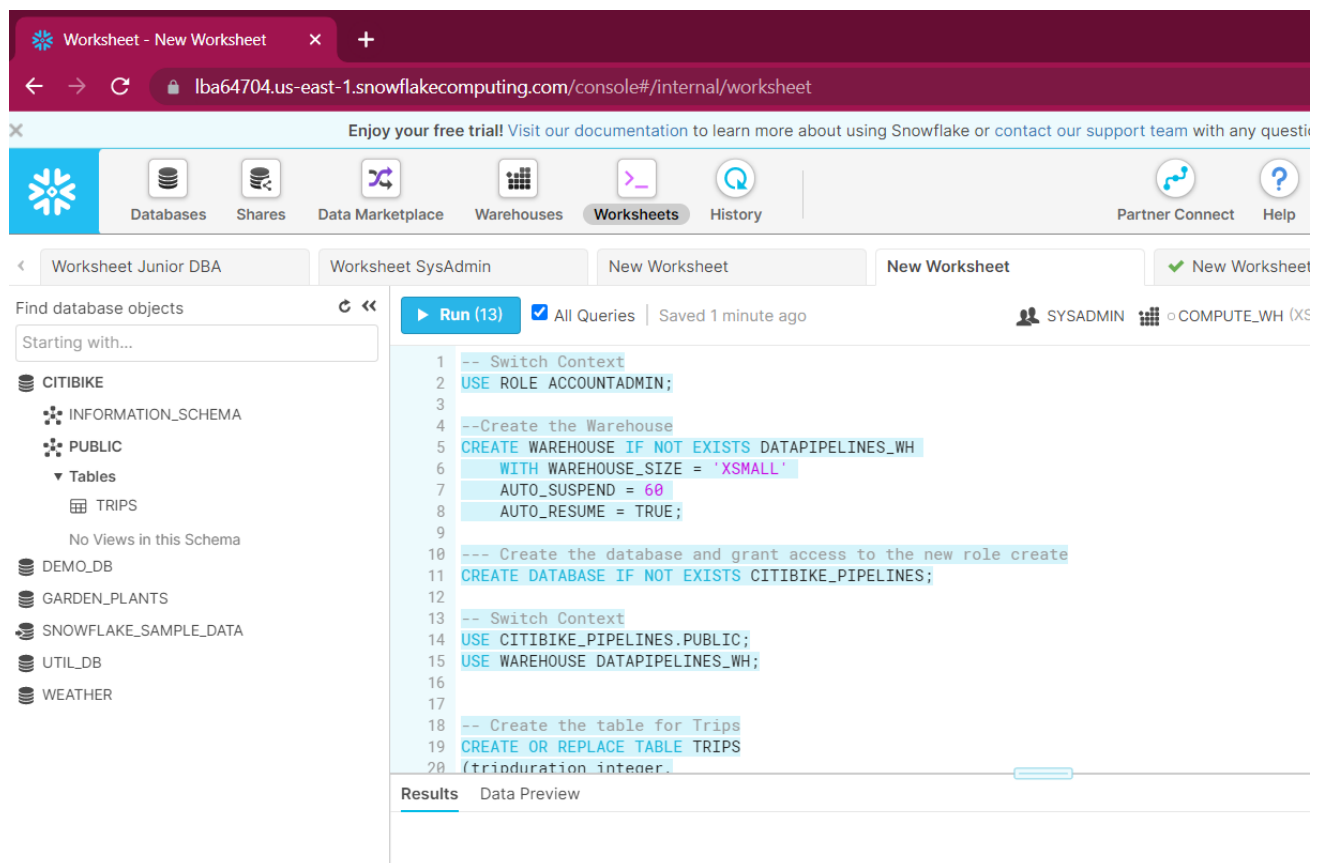 Worksheet - New Worksheet
lba64704.us-east-1.snowflakecomputing.com/console#/internal/worksheet
Enjoy your free trial! Visit our documentation to learn more about using Snowflake or contact our support team with any questi
Databases Shares Data Marketplace Warehouses Worksheets History Partner Connect Help
Worksheet Junior DBA Worksheet SysAdmin New Worksheet New Worksheet New Worksheet
Find database objects
Starting with...
CITIBIKE
INFORMATION_SCHEMA
PUBLIC
Tables
TRIPS
No Views in this Schema
DEMO_DB
GARDEN_PLANTS
SNOWFLAKE_SAMPLE_DATA
UTIL_DB
WEATHER
Run (13) All Queries Saved 1 minute ago SYSADMIN COMPUTE_WH (XS
1 -- Switch Context
2 USE ROLE ACCOUNTADMIN;
3
4 --Create the Warehouse
5 CREATE WAREHOUSE IF NOT EXISTS DATAPIPELINES_WH
6 WITH WAREHOUSE_SIZE = 'XSMALL'
7 AUTO_SUSPEND = 60
8 AUTO_RESUME = TRUE;
9
10 --- Create the database and grant access to the new role create
11 CREATE DATABASE IF NOT EXISTS CITIBIKE_PIPELINES;
12
13 -- Switch Context
14 USE CITIBIKE_PIPELINES.PUBLIC;
15 USE WAREHOUSE DATAPIPELINES_WH;
16
17
18 -- Create the table for Trips
19 CREATE OR REPLACE TABLE TRIPS
20 (tripduration integer,
Results Data Preview